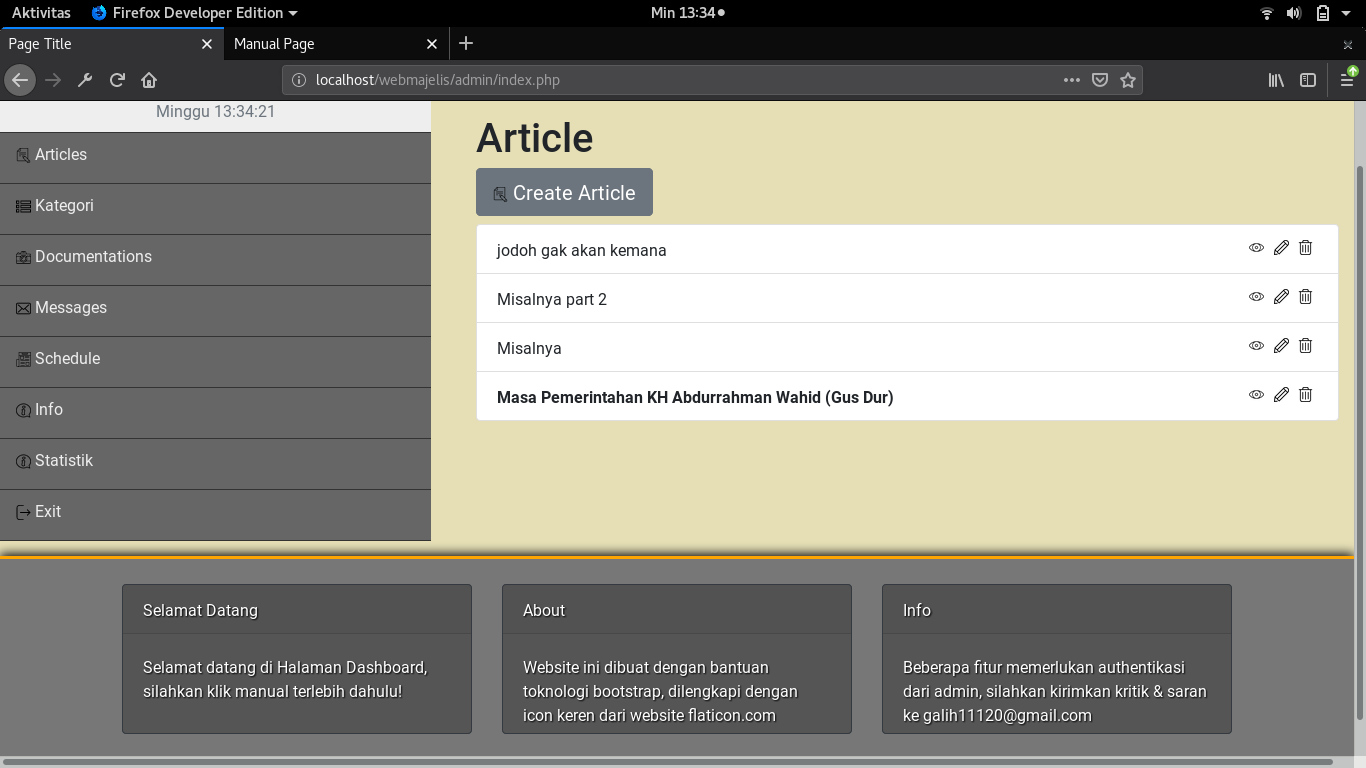 Aktivitas
Firefox Developer Edition
Min 13:34
Page Title
Manual Page
localhost/webmajelis/admin/index.php
Minggu 13:34:21
Articles
Kategori
Documentations
Messages
Schedule
Info
Statistik
Exit
Article
Create Article
jodoh gak akan kemana
Misalnya part 2
Misalnya
Masa Pemerintahan KH Abdurrahman Wahid (Gus Dur)
Selamat Datang
Selamat datang di Halaman Dashboard,
silahkan klik manual terlebih dahulu!
About
Website ini dibuat dengan bantuan
toknologi bootstrap, dilengkapi dengan
icon keren dari website flaticon.com
Info
Beberapa fitur memerlukan authentikasi
dari admin, silahkan kirimkan kritik & saran
ke galih11120@gmail.com